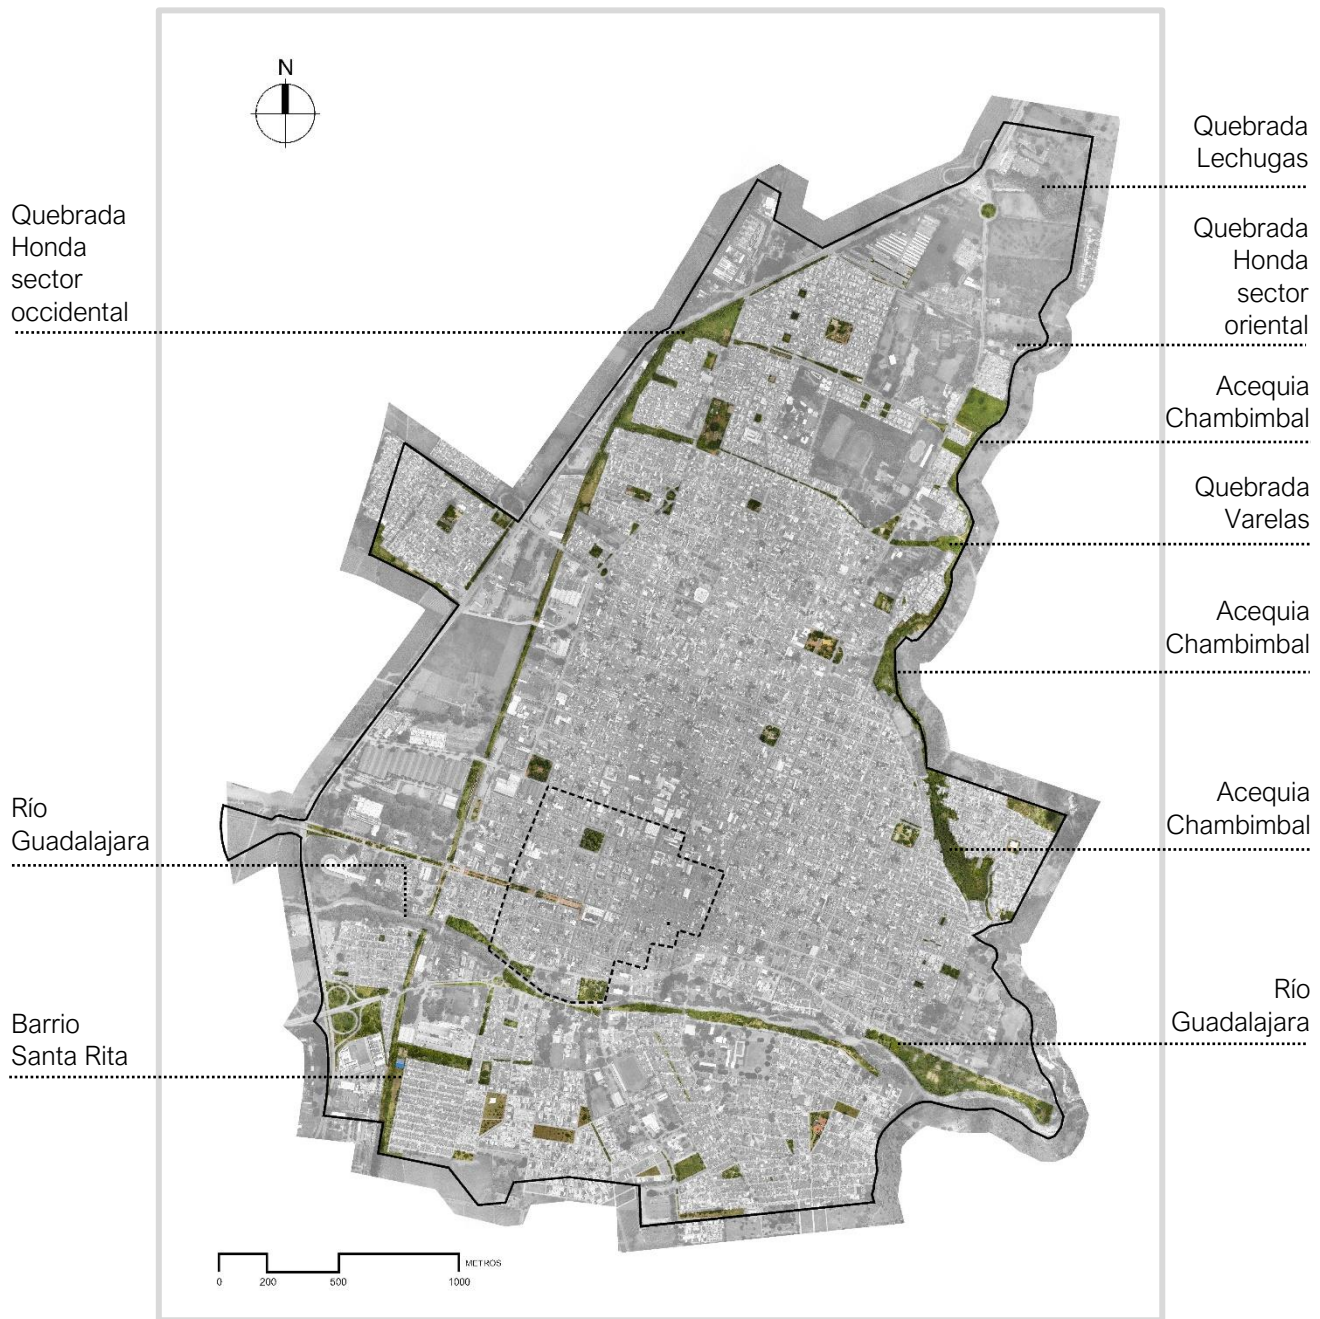 N
Quebrada
Lechugas
Quebrada
Honda
sector
occidental
Quebrada
Honda
sector
oriental
Acequia
Chambimbal
Quebrada
Varelas
Acequia
Chambimbal
Río
Guadalajara
Acequia
Chambimbal
Barrio
Santa Rita
Río
Guadalajara
METROS
0 200 500 1000